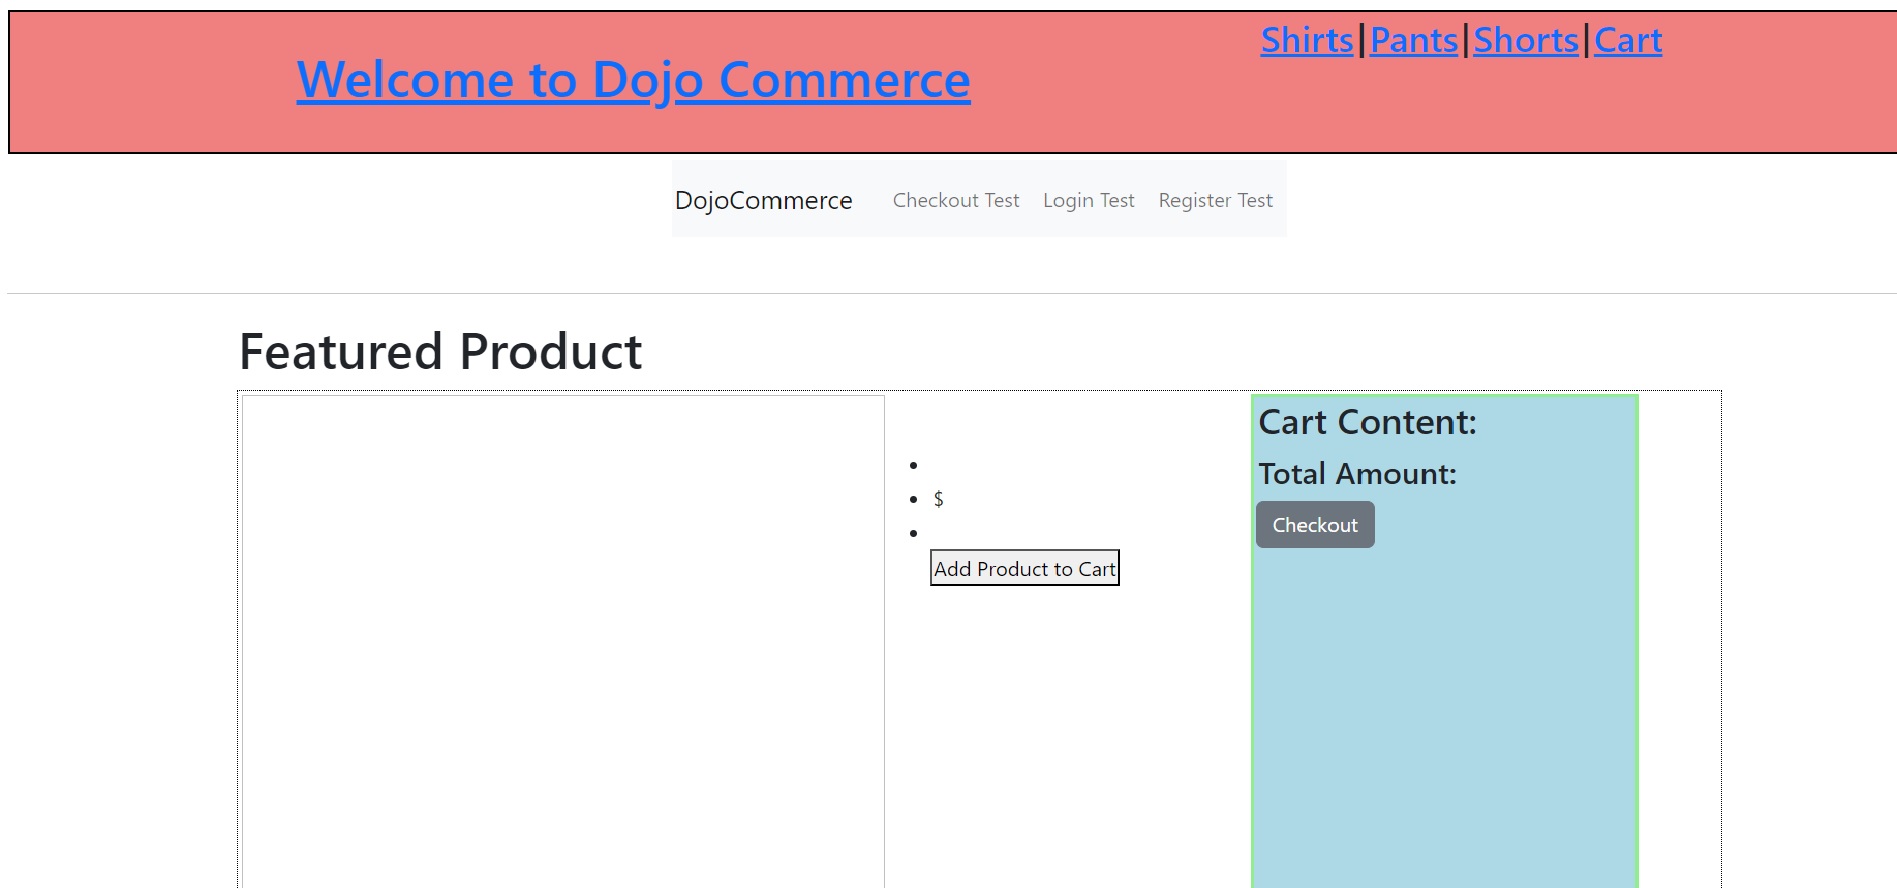 Welcome to Dojo Commerce
Shirts|Pants|Shorts|Cart
DojoCommerce Checkout Test Login Test Register Test
Featured Product
$
Add Product to Cart
Cart Content:
Total Amount:
Checkout